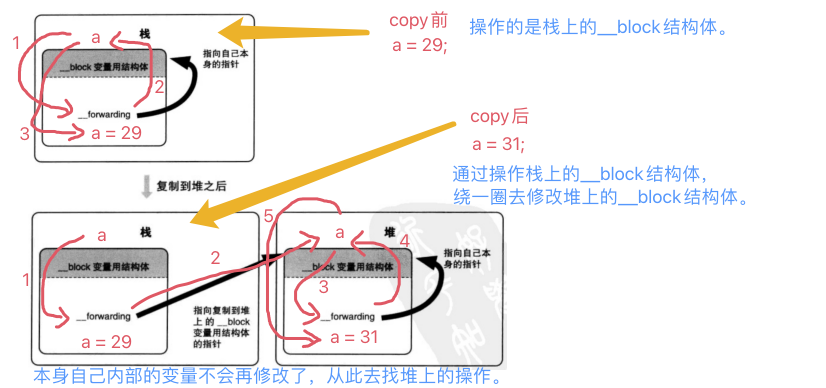 copy前
a = 29;
操作的是栈上的__block结构体。
1
a
栈
指向自己本
身的指针
__block 变量用结构体
2
__forwarding
3
a = 29
copy后
a = 31;
通过操作栈上的__block结构体，
绕一圈去修改堆上的__block结构体。
复制到堆之后
a
栈
__block 变量用结构体
1
2
__forwarding
a = 29
指向复制到堆
上 的 __block
变量用结构体
的指针
5
a
堆
4
指向自己本
身的指针
__block 变量用结构体
3
__forwarding
a = 31
本身自己内部的变量不会再修改了，从此去找堆上的操作。